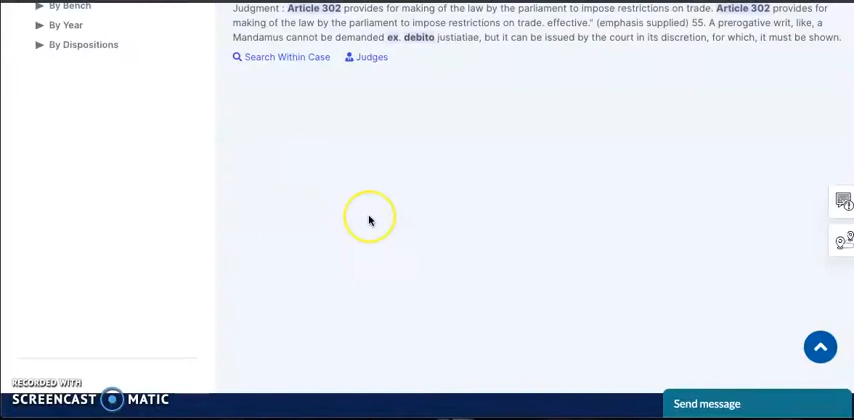 By Bench
By Year
By Dispositions
Judgment : Article 302 provides for making of the law by the parliament to impose restrictions on trade. Article 302 provides for
making of the law by the parliament to impose restrictions on trade. effective." (emphasis supplied) 55. A prerogative writ, like, a
Mandamus cannot be demanded ex. debito justiatiae, but it can be issued by the court in its discretion, for which, it must be shown.
Search Within Case Judges
RECORDED WITH
SCREENCAST MATIC
Send message